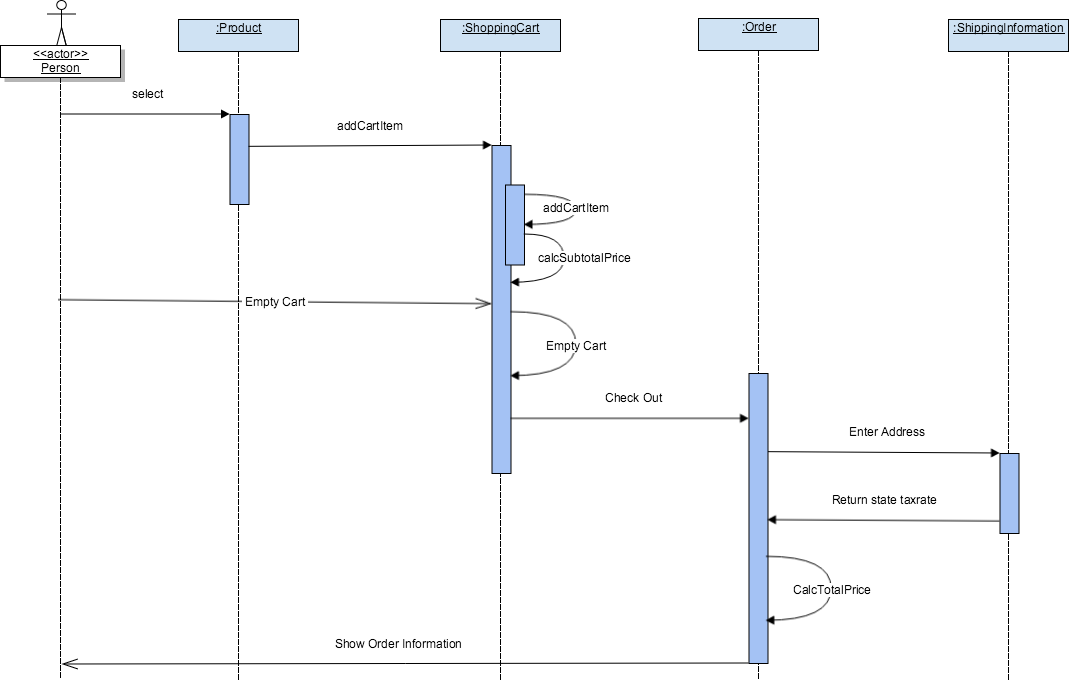 <<actor>>
Person
:Product
:ShoppingCart
:Order
:ShippingInformation
select
addCartItem
addCartItem
calcSubtotalPrice
Empty Cart
Empty Cart
Check Out
Enter Address
Return state taxrate
CalcTotalPrice
Show Order Information